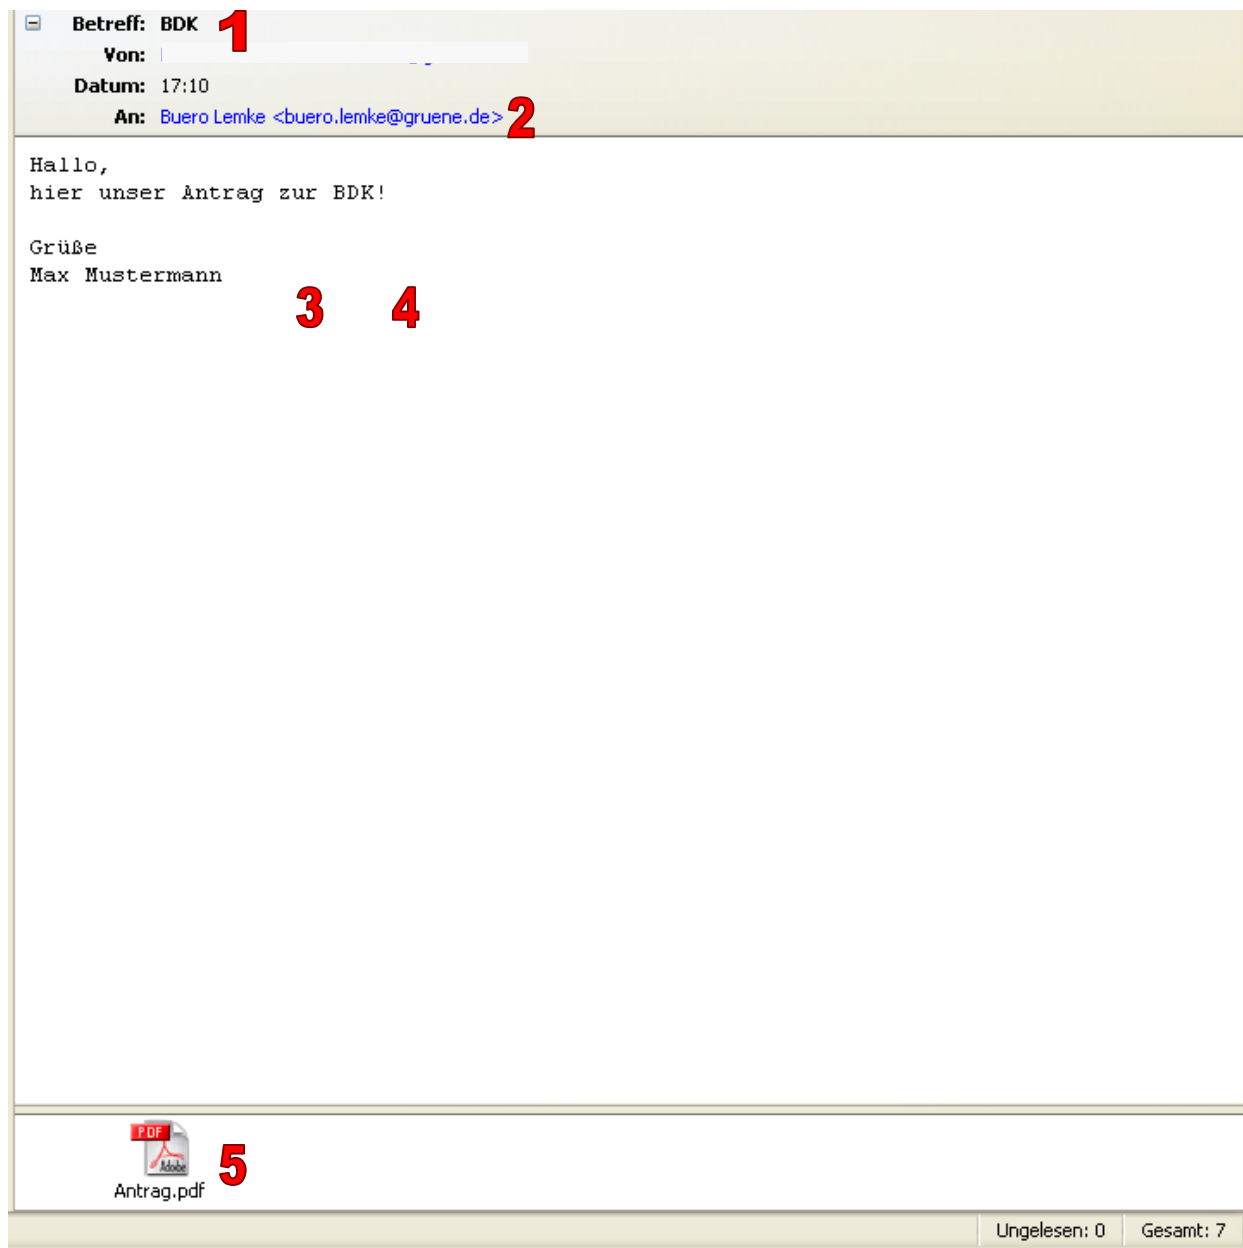 Betreff: BDK 1
Von:
Datum: 17:10
An: Buero Lemke <buero.lemke@gruene.de> 2
Hallo,
hier unser Antrag zur BDK!
Grüße
Max Mustermann
3 4
PDF
Adobe
5
Antrag.pdf
Ungelesen: 0 Gesamt: 7